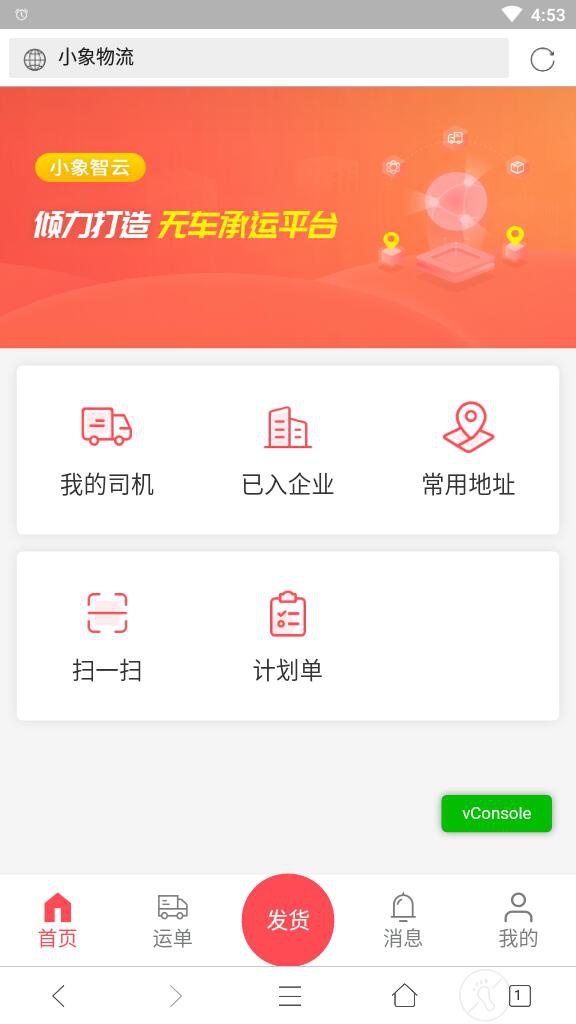 4:53
小象物流
小象智云
倾力打造 无车承运平台
我的司机 已入企业 常用地址
扫一扫 计划单
vConsole
首页 运单 发货 消息 我的
1